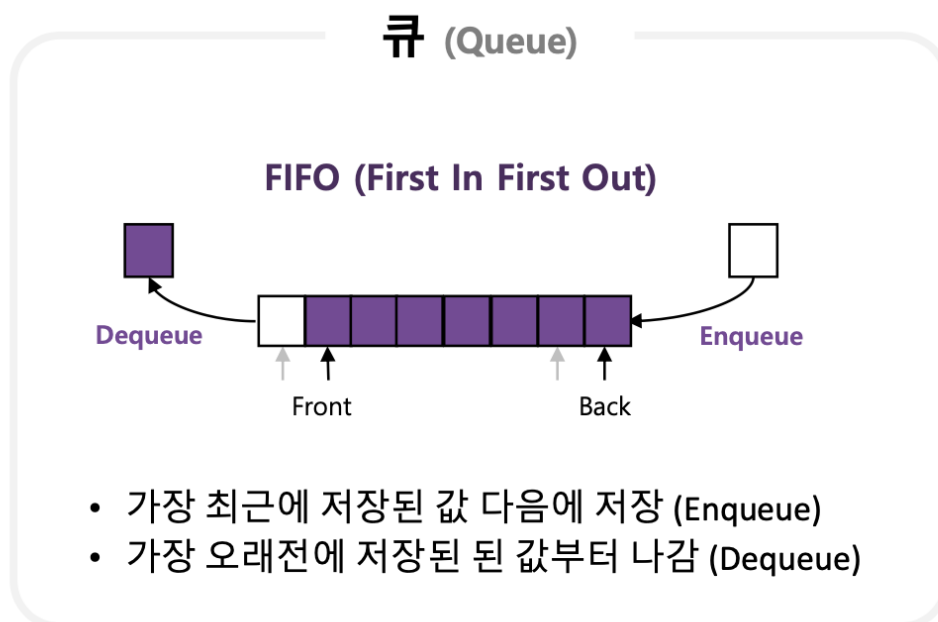 큐 (Queue)
FIFO (First In First Out)
Dequeue
Enqueue
Front
Back
• 가장 최근에 저장된 값 다음에 저장 (Enqueue)
• 가장 오래전에 저장된 된 값부터 나감 (Dequeue)